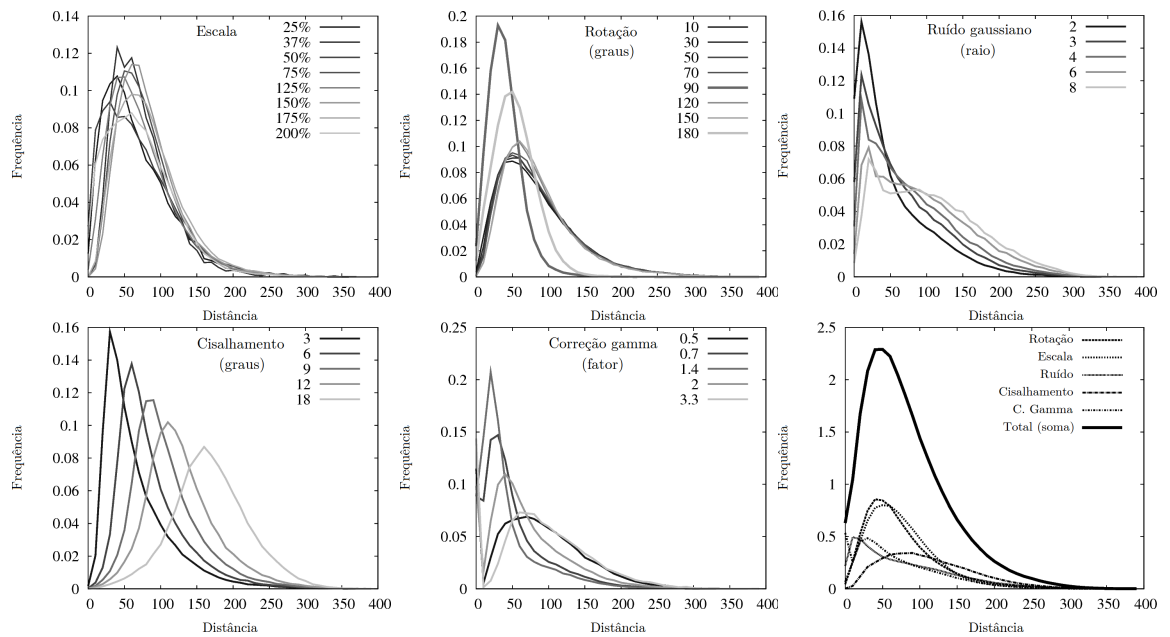 Escala
25%
37%
50%
75%
125%
150%
175%
200%
0.14
0.12
0.1
0.08
0.06
0.04
0.02
0
0 50 100 150 200 250 300 350 400
Frequência
Distância
Rotação
(graus)
10
30
50
70
90
120
150
180
0.2
0.18
0.16
0.14
0.12
0.1
0.08
0.06
0.04
0.02
0
0 50 100 150 200 250 300 350 400
Frequência
Distância
Ruído gaussiano
(raio)
2
3
4
6
8
0.16
0.14
0.12
0.1
0.08
0.06
0.04
0.02
0
0 50 100 150 200 250 300 350 400
Frequência
Distância
Cisalhamento
(graus)
3
6
9
12
18
0.16
0.14
0.12
0.1
0.08
0.06
0.04
0.02
0
0 50 100 150 200 250 300 350 400
Frequência
Distância
Correção gamma
(fator)
0.5
0.7
1.4
2
3.3
0.25
0.2
0.15
0.1
0.05
0
0 50 100 150 200 250 300 350 400
Frequência
Distância
Rotação
Escala
Ruído
Cisalhamento
C. Gamma
Total (soma)
2.5
2
1.5
1
0.5
0
0 50 100 150 200 250 300 350 400
Frequência
Distância